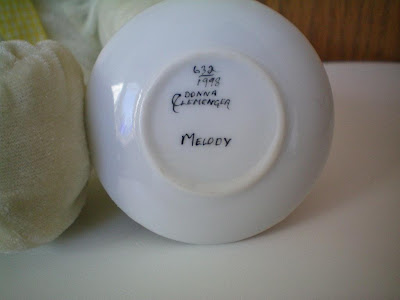 632
1998
DONNA
CLEMENGER
MELODY